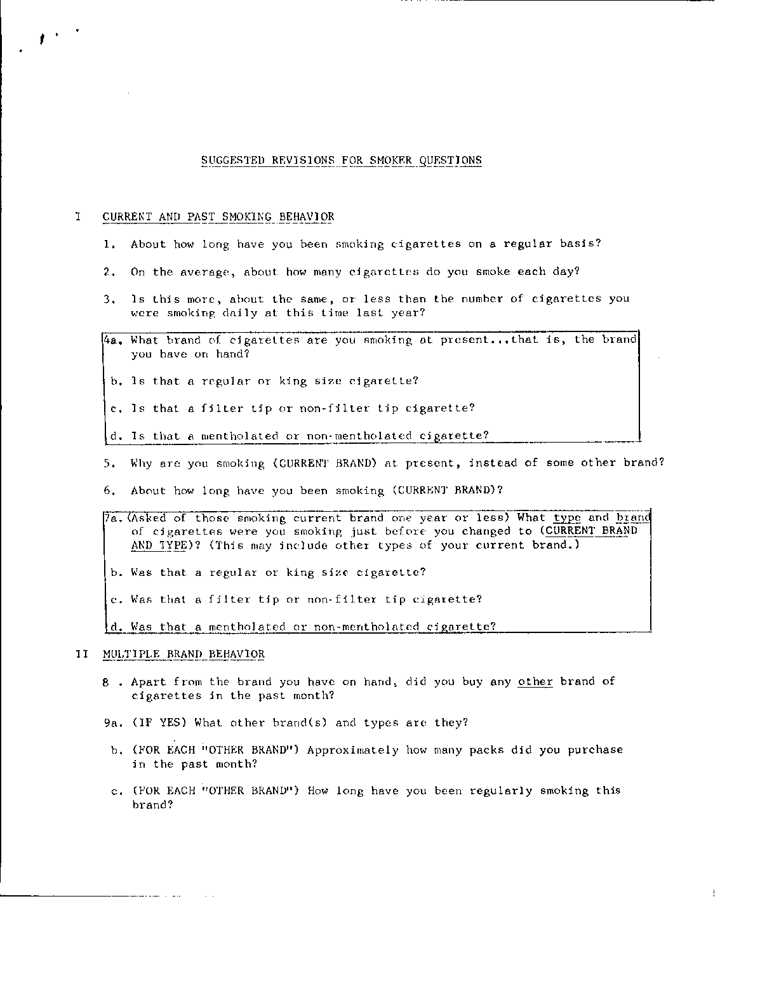 SUGGESTED REVISIONS FOR SMOKER QUESTIONS
I CURRENT AND PAST SMOKING BEHAVIOR
1. About how long have you been smoking cigarettes on a regular basis?
2. On the average, about how many cigarettes do you smoke each day?
3. Is this more, about the same, or less than the number of cigarettes you
were smoking daily at this time last year?
4a. What brand of cigarettes are you smoking at present...that is, the brand
you have on hand?
b. Is that a regular or king size cigarette?
c. Is that a filter tip or non-filter tip cigarette?
d. Is that a mentholated or non-mentholated cigarette?
5. Why are you smoking (CURRENT BRAND) at present, instead of some other brand?
6. About how long have you been smoking (CURRENT BRAND)?
7a. (Asked of those smoking current brand one year or less) What type and brand
of cigarettes were you smoking just before you changed to (CURRENT BRAND
AND TYPE)? (This may include other types of your current brand.)
b. Was that a regular or king size cigarette?
c. Was that a filter tip or non-filter tip cigarette?
d. Was that a mentholated or non-mentholated cigarette?
II MULTIPLE BRAND BEHAVIOR
8 . Apart from the brand you have on hand, did you buy any other brand of
cigarettes in the past month?
9a. (IF YES) What other brand(s) and types are they?
b. (FOR EACH "OTHER BRAND") Approximately how many packs did you purchase
in the past month?
c. (FOR EACH "OTHER BRAND") How long have you been regularly smoking this
brand?